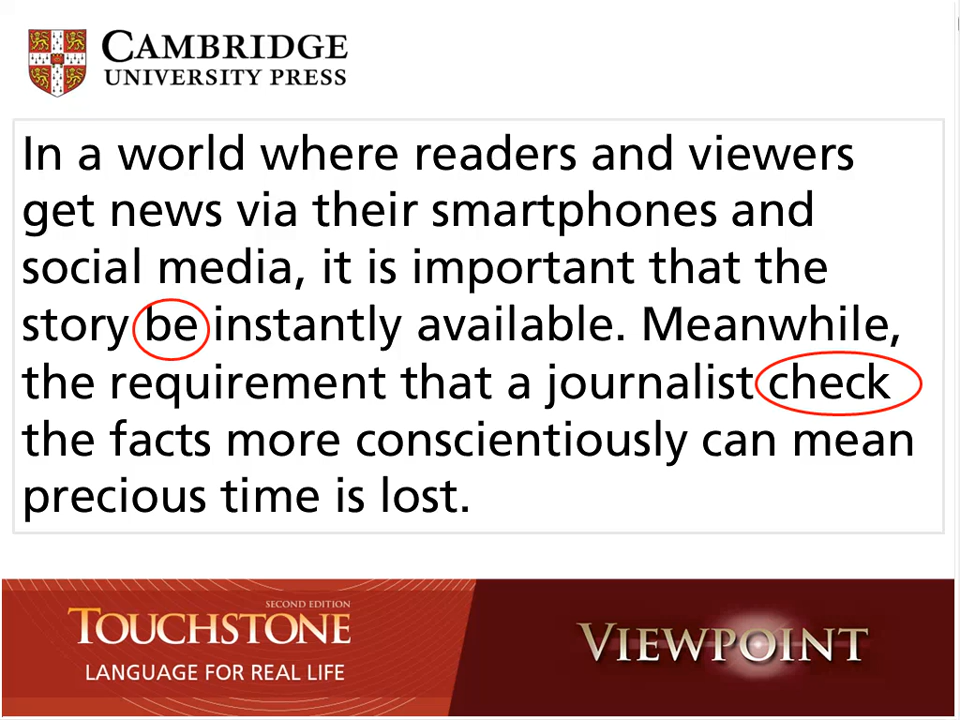 CAMBRIDGE
UNIVERSITY PRESS
In a world where readers and viewers
get news via their smartphones and
social media, it is important that the
story be instantly available. Meanwhile,
the requirement that a journalist check
the facts more conscientiously can mean
precious time is lost.
SECOND EDITION
TOUCHSTONE
LANGUAGE FOR REAL LIFE
VIEWPOINT